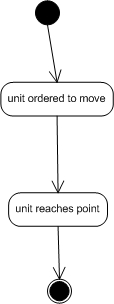 unit ordered to move
unit reaches point